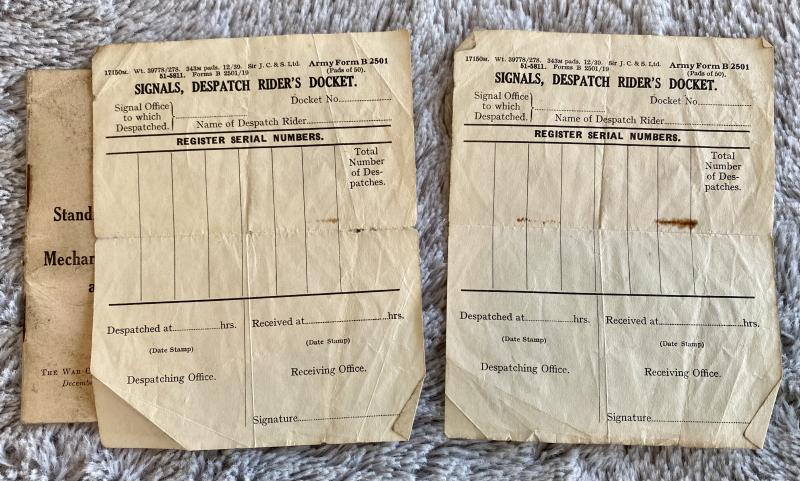 Stand
Mechan
a
The War O
Decemb
17150M. Wt. 39778/278. 343M pads. 12/39. Sir J. C. & S. Ltd. Army Form B 2501
51-5811. Forms B 2501/19 (Pads of 50).
SIGNALS, DESPATCH RIDER'S DOCKET.
Signal Office
to which
Despatched.
Docket No.
Name of Despatch Rider
REGISTER SERIAL NUMBERS.
Total
Number
of Des-
patches.
Despatched at hrs. Received at hrs.
(Date Stamp) (Date Stamp)
Despatching Office. Receiving Office.
Signature
17150M. Wt. 39778/278. 343M pads. 12/39. Sir J. C. & S. Ltd. Army Form B 2501
51-5811. Forms B 2501/19 (Pads of 50).
SIGNALS, DESPATCH RIDER'S DOCKET.
Signal Office
to which
Despatched.
Docket No.
Name of Despatch Rider
REGISTER SERIAL NUMBERS.
Total
Number
of Des-
patches.
Despatched at hrs. Received at hrs.
(Date Stamp) (Date Stamp)
Despatching Office. Receiving Office.
Signature